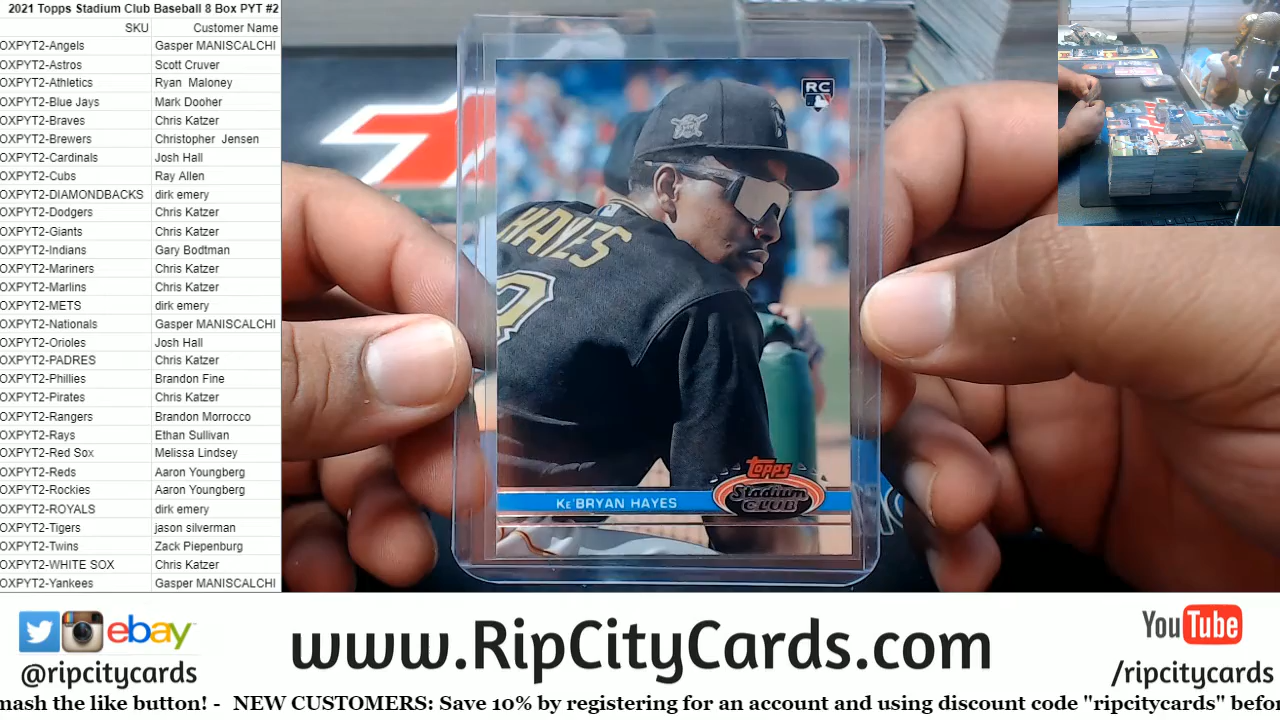 2021 Topps Stadium Club Baseball 8 Box PYT #2
SKU Customer Name
OXPYT2-Angels Gasper MANISCALCHI
OXPYT2-Astros Scott Cruver
OXPYT2-Athletics Ryan Maloney
OXPYT2-Blue Jays Mark Dooher
OXPYT2-Braves Chris Katzer
OXPYT2-Brewers Christopher Jensen
OXPYT2-Cardinals Josh Hall
OXPYT2-Cubs Ray Allen
OXPYT2-DIAMONDBACKS dirk emery
OXPYT2-Dodgers Chris Katzer
OXPYT2-Giants Chris Katzer
OXPYT2-Indians Gary Bodtman
OXPYT2-Mariners Chris Katzer
OXPYT2-Marlins Chris Katzer
OXPYT2-METS dirk emery
OXPYT2-Nationals Gasper MANISCALCHI
OXPYT2-Orioles Josh Hall
OXPYT2-PADRES Chris Katzer
OXPYT2-Phillies Brandon Fine
OXPYT2-Pirates Chris Katzer
OXPYT2-Rangers Brandon Morrocco
OXPYT2-Rays Ethan Sullivan
OXPYT2-Red Sox Melissa Lindsey
OXPYT2-Reds Aaron Youngberg
OXPYT2-Rockies Aaron Youngberg
OXPYT2-ROYALS dirk emery
OXPYT2-Tigers jason silverman
OXPYT2-Twins Zack Piepenburg
OXPYT2-WHITE SOX Chris Katzer
OXPYT2-Yankees Gasper MANISCALCHI
RC
P
HAYES
Topps
Stadium
CLUB
KE'BRYAN HAYES
ebay
@ripcitycards
www.RipCityCards.com
YouTube
/ripcitycards
mash the like button! - NEW CUSTOMERS: Save 10% by registering for an account and using discount code "ripcitycards" befor